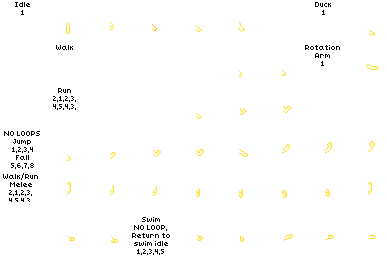 Idle
1
Duck
1
Walk
Rotation
Arm
1
Run
2,1,2,3,
4,5,4,3,
NO LOOPS
Jump
1,2,3,4
Fall
5,6,7,8
Walk/Run
Melee
2,1,2,3,
4,5,4,3
Swim
NO LOOP,
Return to
swim idle
1,2,3,4,5